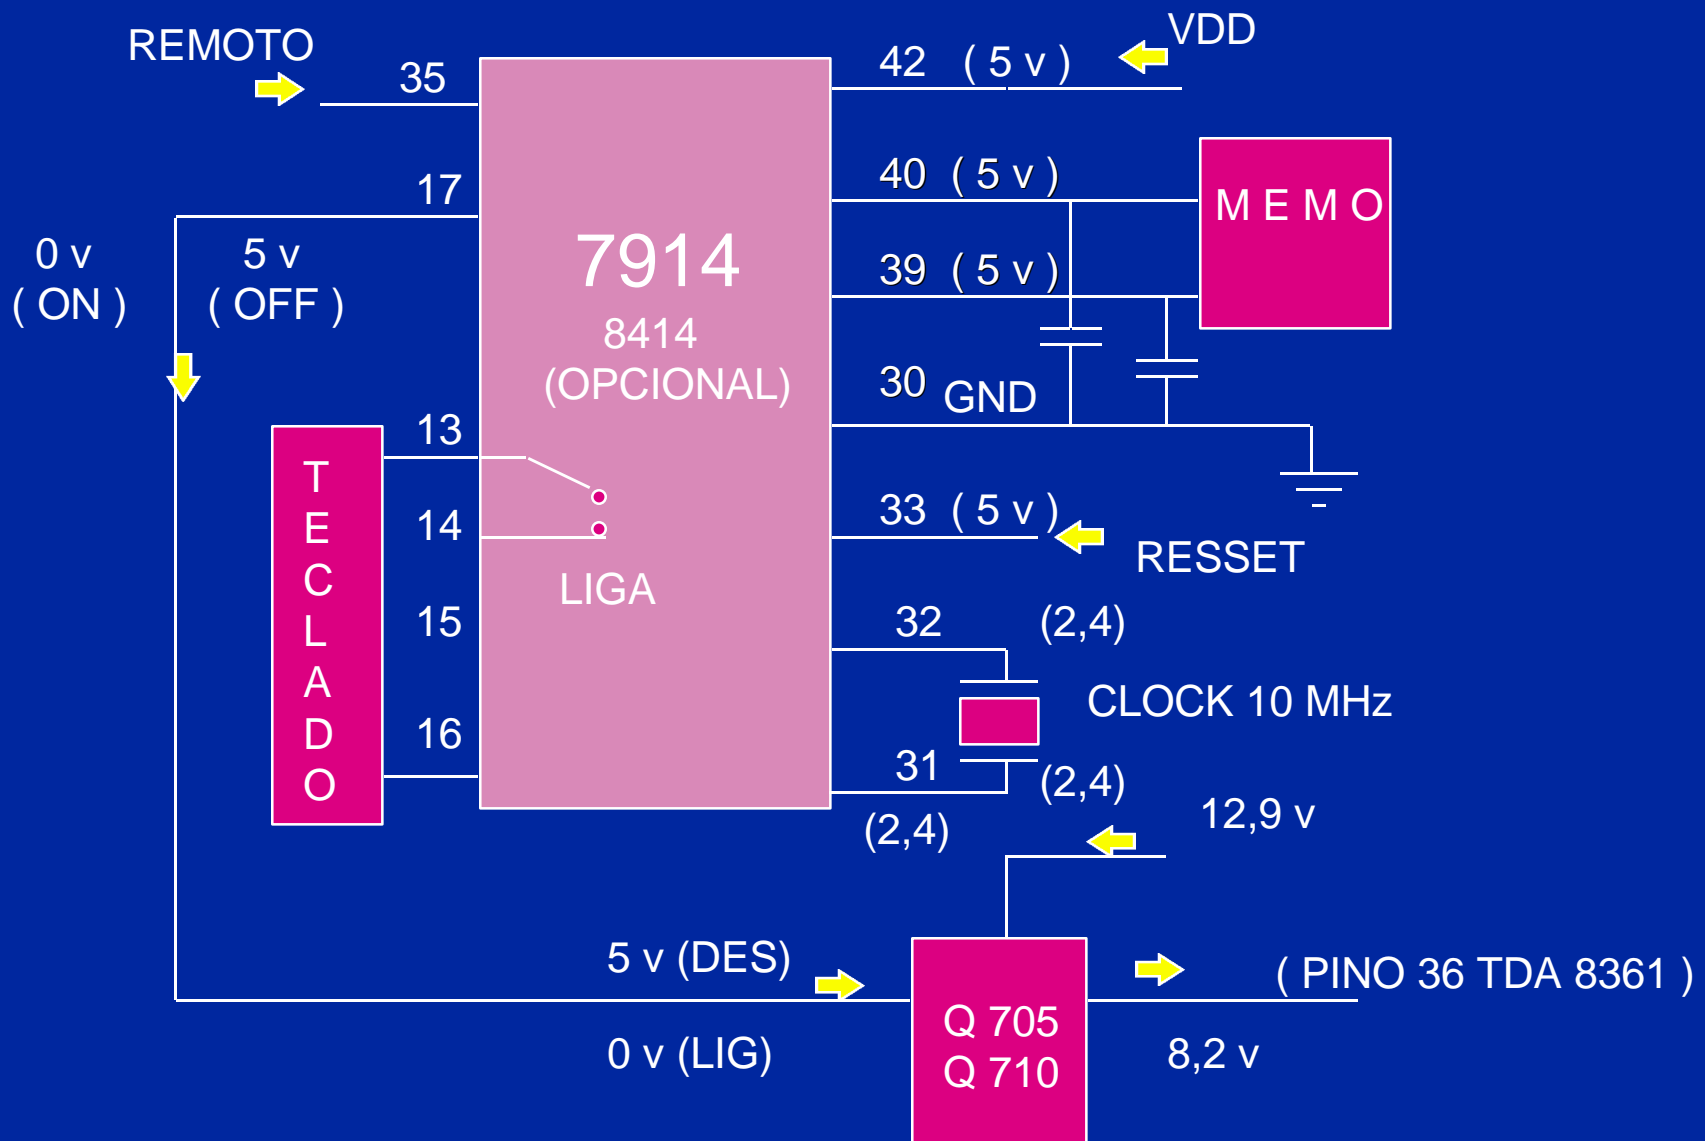 REMOTO
35
17
0 v
( ON )
5 v
( OFF )
T
E
C
L
A
D
O
13
14
15
16
7914
8414
(OPCIONAL)
LIGA
42 ( 5 v )
VDD
40 ( 5 v )
M E M O
39 ( 5 v )
30 GND
33 ( 5 v )
RESSET
32 (2,4)
CLOCK 10 MHz
31 (2,4)
(2,4)
12,9 v
5 v (DES)
0 v (LIG)
Q 705
Q 710
( PINO 36 TDA 8361 )
8,2 v